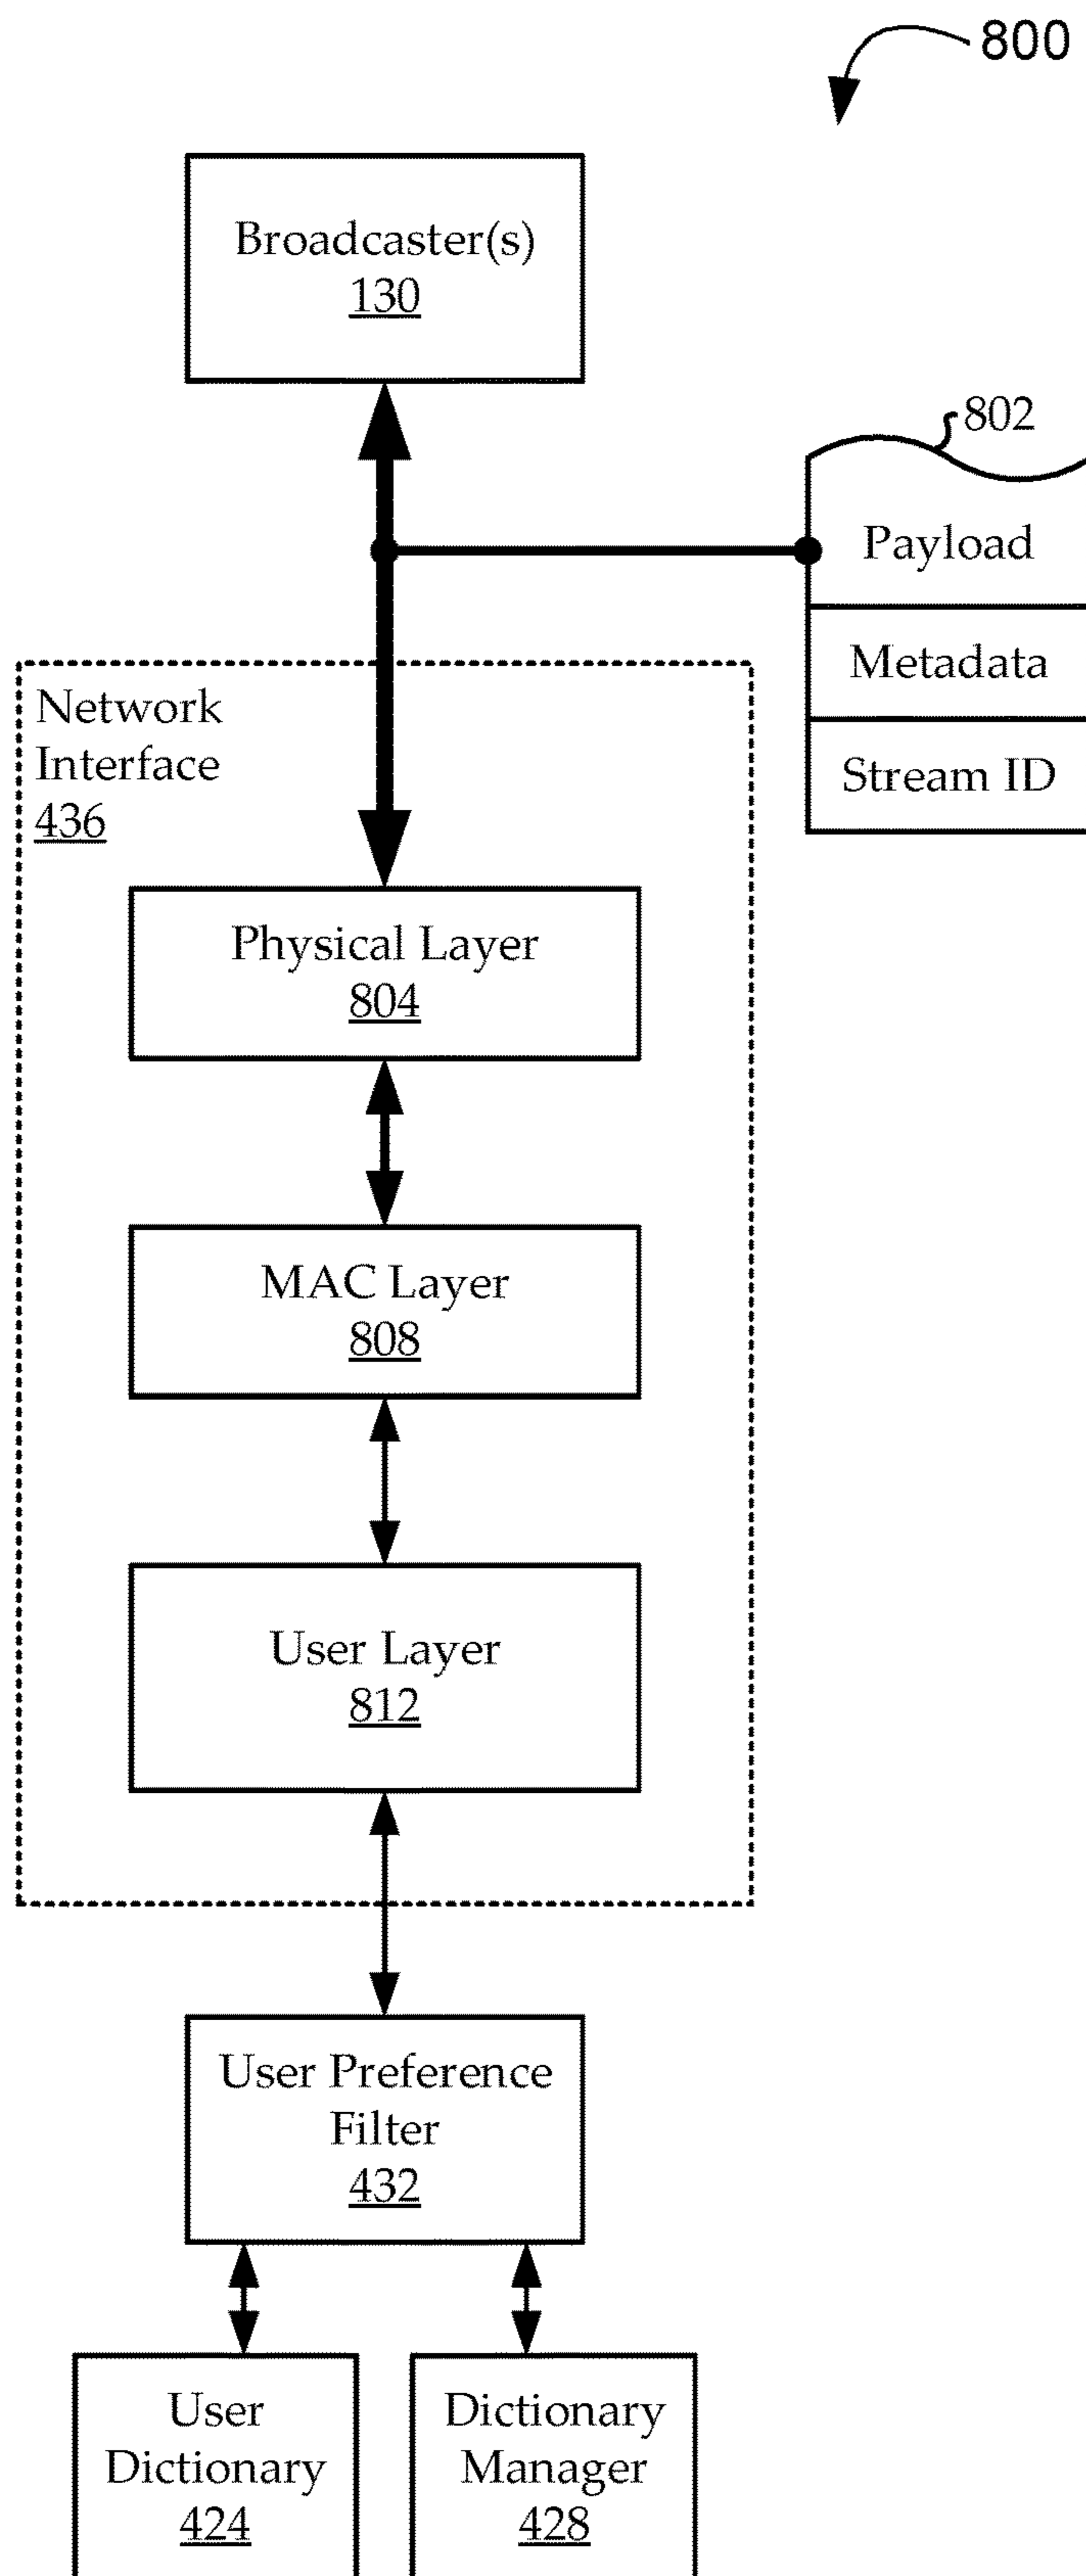 800
Broadcaster(s)
130
802
Payload
Metadata
Stream ID
Network
Interface
436
Physical Layer
804
MAC Layer
808
User Layer
812
User Preference
Filter
432
User
Dictionary
424
Dictionary
Manager
428